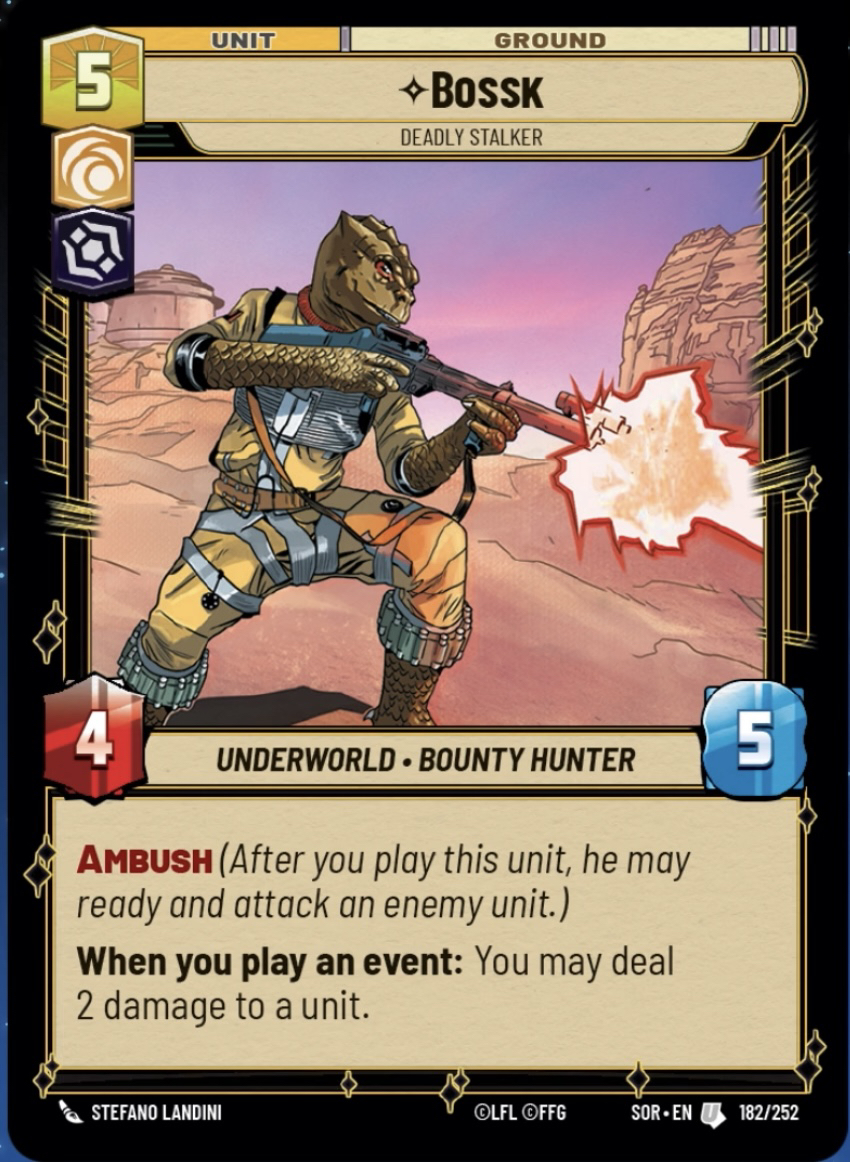 UNIT
GROUND
5
BOSSK
DEADLY STALKER
4
UNDERWORLD • BOUNTY HUNTER
5
AMBUSH (After you play this unit, he may
ready and attack an enemy unit.)
When you play an event: You may deal
2 damage to a unit.
STEFANO LANDINI
©LFL ©FFG
SOR•EN
U
182/252